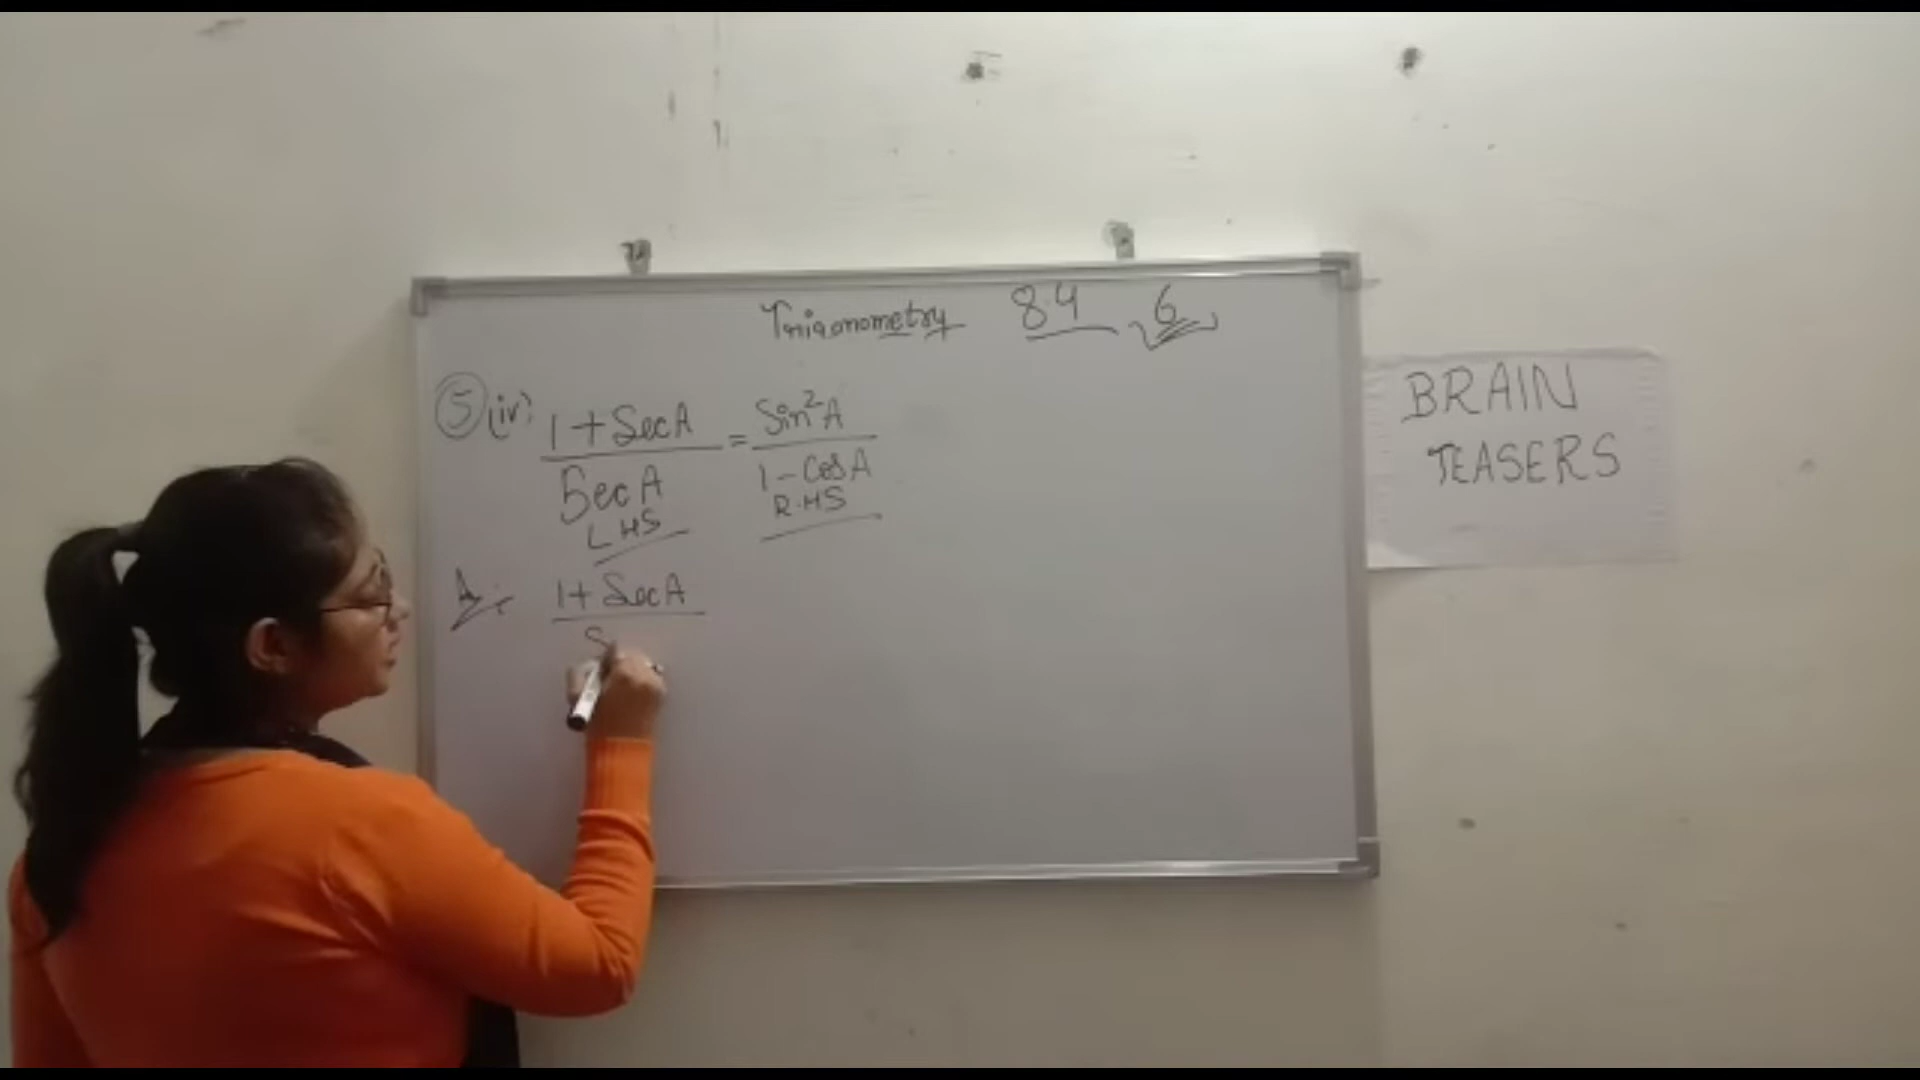 Trigonometry 8.4 6
5 (iv) 1 + Sec A / Sec A = Sin²A / 1 - Cos A
LHS R.HS
1 + Sec A
S
BRAIN
TEASERS